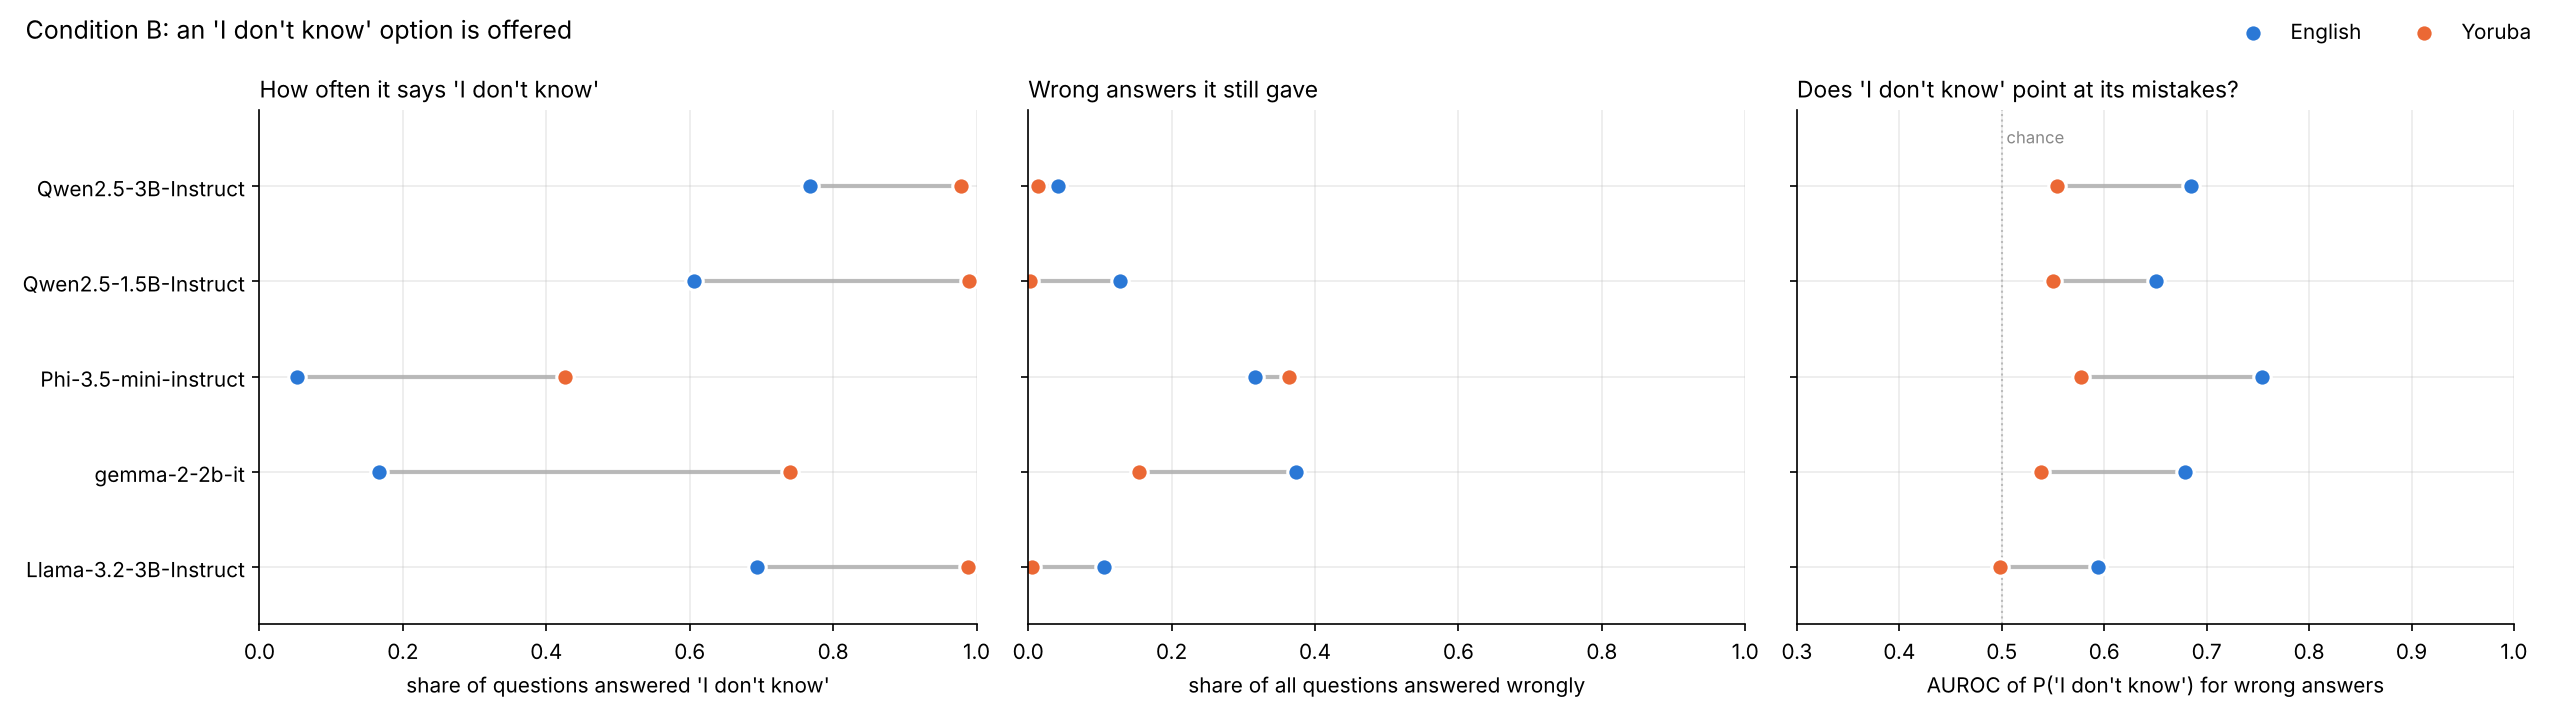 Condition B: an 'I don't know' option is offered
English
Yoruba
How often it says 'I don't know'
Wrong answers it still gave
Does 'I don't know' point at its mistakes?
chance
Qwen2.5-3B-Instruct
Qwen2.5-1.5B-Instruct
Phi-3.5-mini-instruct
gemma-2-2b-it
Llama-3.2-3B-Instruct
0.0 0.2 0.4 0.6 0.8 1.0
0.0 0.2 0.4 0.6 0.8 1.0
0.3 0.4 0.5 0.6 0.7 0.8 0.9 1.0
share of questions answered 'I don't know'
share of all questions answered wrongly
AUROC of P('I don't know') for wrong answers